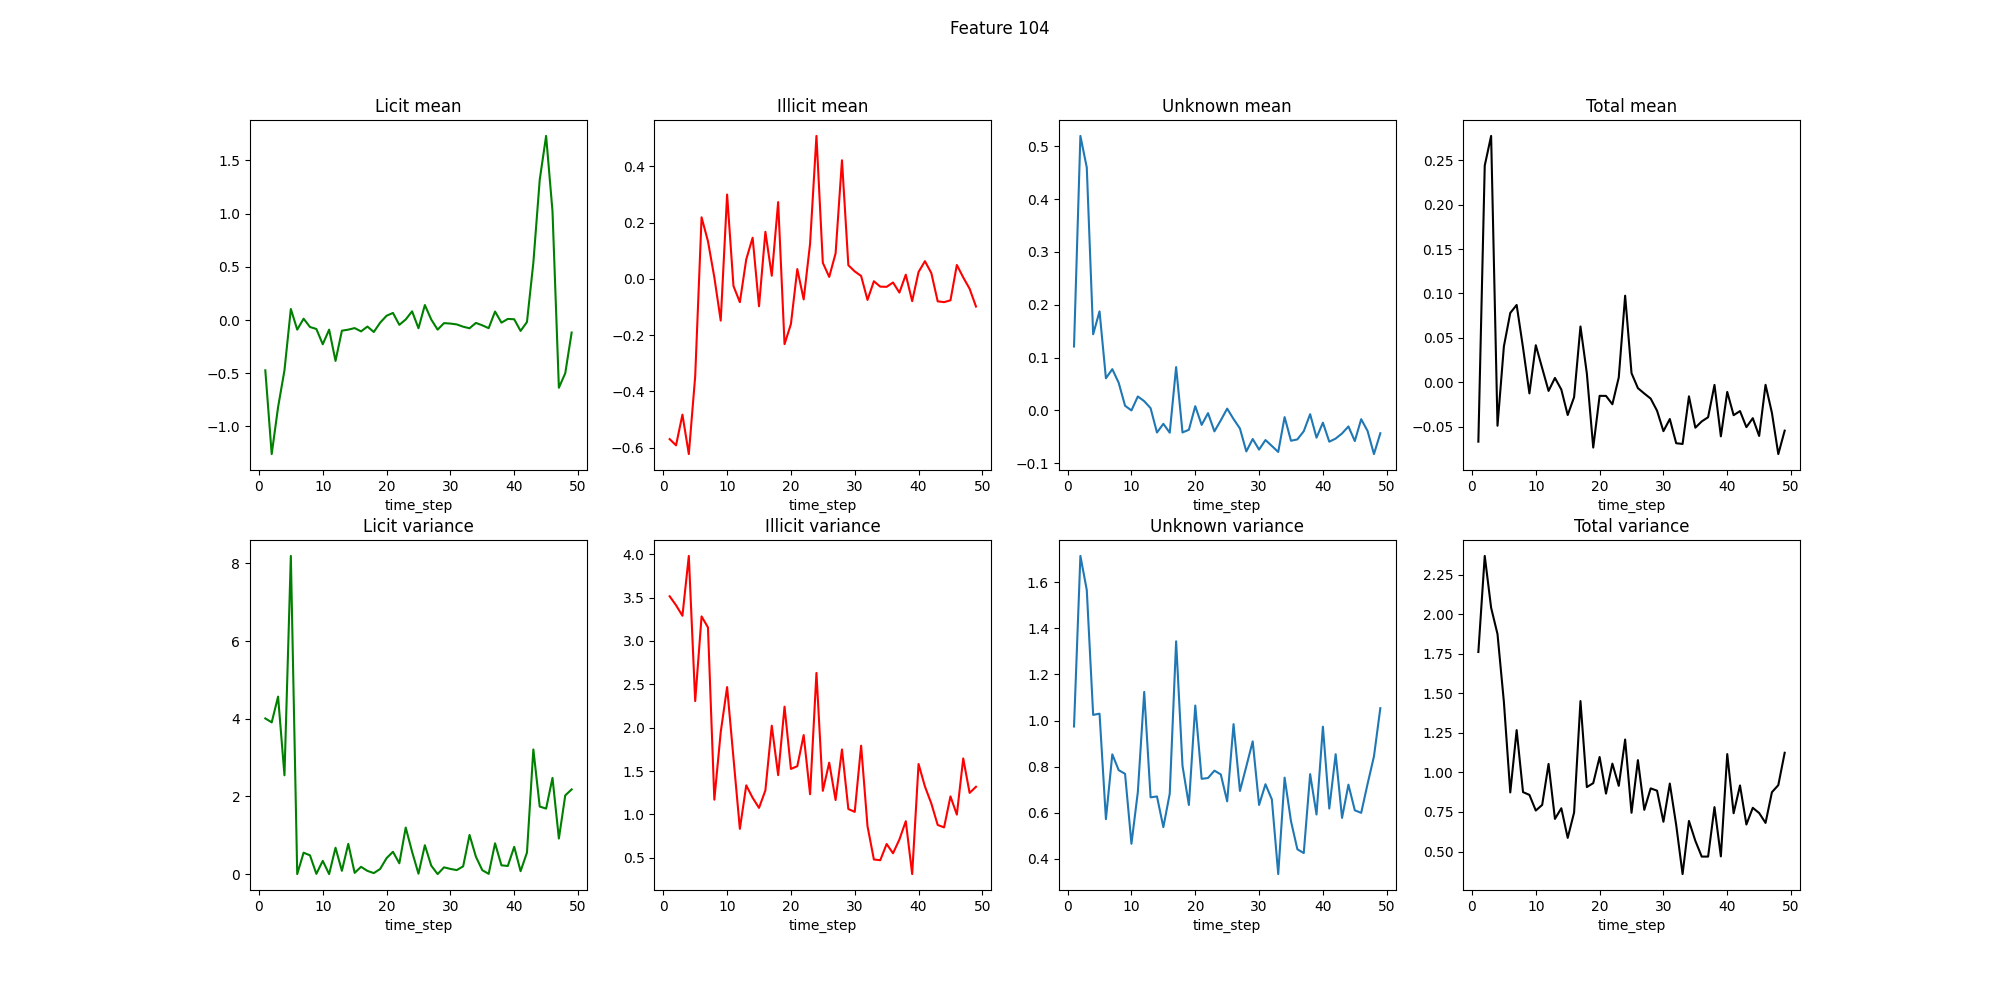 Feature 104
Licit mean Illicit mean Unknown mean Total mean
1.5 1.0 0.5 0.0 −0.5 −1.0
0.4 0.2 0.0 −0.2 −0.4 −0.6
0.5 0.4 0.3 0.2 0.1 0.0 −0.1
0.25 0.20 0.15 0.10 0.05 0.00 −0.05
0 10 20 30 40 50 0 10 20 30 40 50 0 10 20 30 40 50 0 10 20 30 40 50
time_step time_step time_step time_step
Licit variance Illicit variance Unknown variance Total variance
8 6 4 2 0
4.0 3.5 3.0 2.5 2.0 1.5 1.0 0.5
1.6 1.4 1.2 1.0 0.8 0.6 0.4
2.25 2.00 1.75 1.50 1.25 1.00 0.75 0.50
0 10 20 30 40 50 0 10 20 30 40 50 0 10 20 30 40 50 0 10 20 30 40 50
time_step time_step time_step time_step